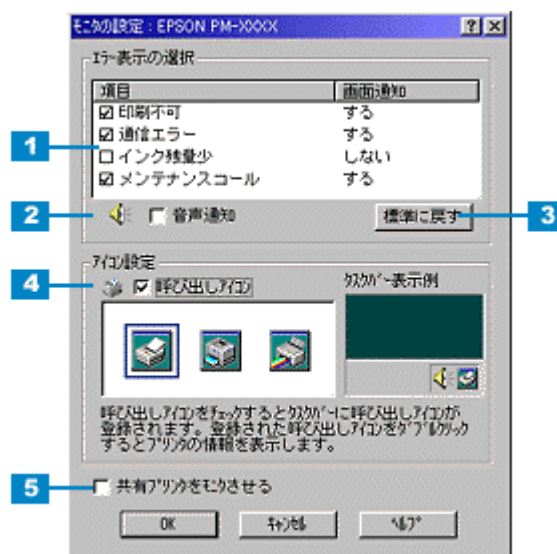 ﾓﾆﾀの設定 : EPSON PM-XXXX
ｴﾗｰ表示の選択
項目 画面通知
印刷不可 する
通信エラー する
インク残量少 しない
メンテナンスコール する
1
2
音声通知
標準に戻す
3
ｱｲｺﾝ設定
4
呼び出しｱｲｺﾝ
ﾀｽｸﾊﾞｰ表示例
呼び出しｱｲｺﾝをﾁｪｯｸするとﾀｽｸﾊﾞｰに呼び出しｱｲｺﾝが
登録されます。登録された呼び出しｱｲｺﾝをﾀﾞﾌﾞﾙｸﾘｯｸ
するとﾌﾟﾘﾝﾀの情報を表示します。
5
共有ﾌﾟﾘﾝﾀをﾓﾆﾀさせる
OK
ｷｬﾝｾﾙ
ﾍﾙﾌﾟ